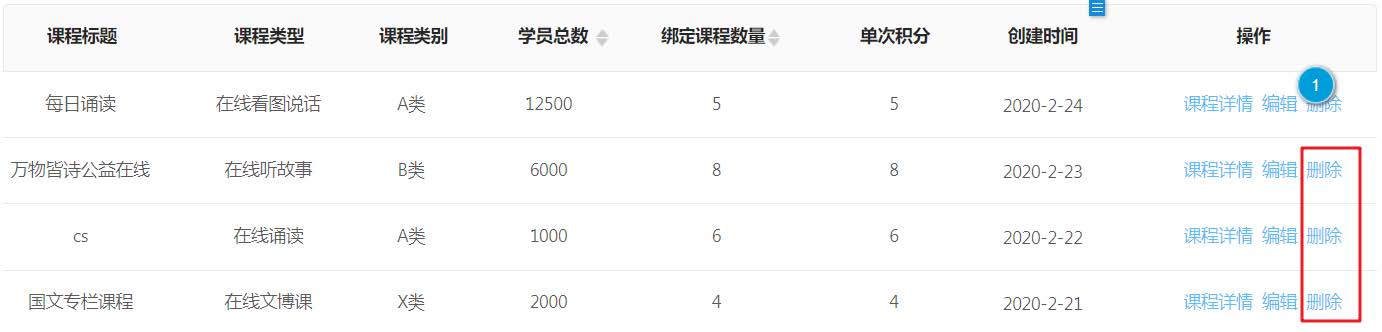 课程标题 课程类型 课程类别 学员总数 绑定课程数量 单次积分 创建时间 操作
1
每日诵读 在线看图说话 A类 12500 5 5 2020-2-24 课程详情 编辑 删除
万物皆诗公益在线 在线听故事 B类 6000 8 8 2020-2-23 课程详情 编辑 删除
cs 在线诵读 A类 1000 6 6 2020-2-22 课程详情 编辑 删除
国文专栏课程 在线文博课 X类 2000 4 4 2020-2-21 课程详情 编辑 删除